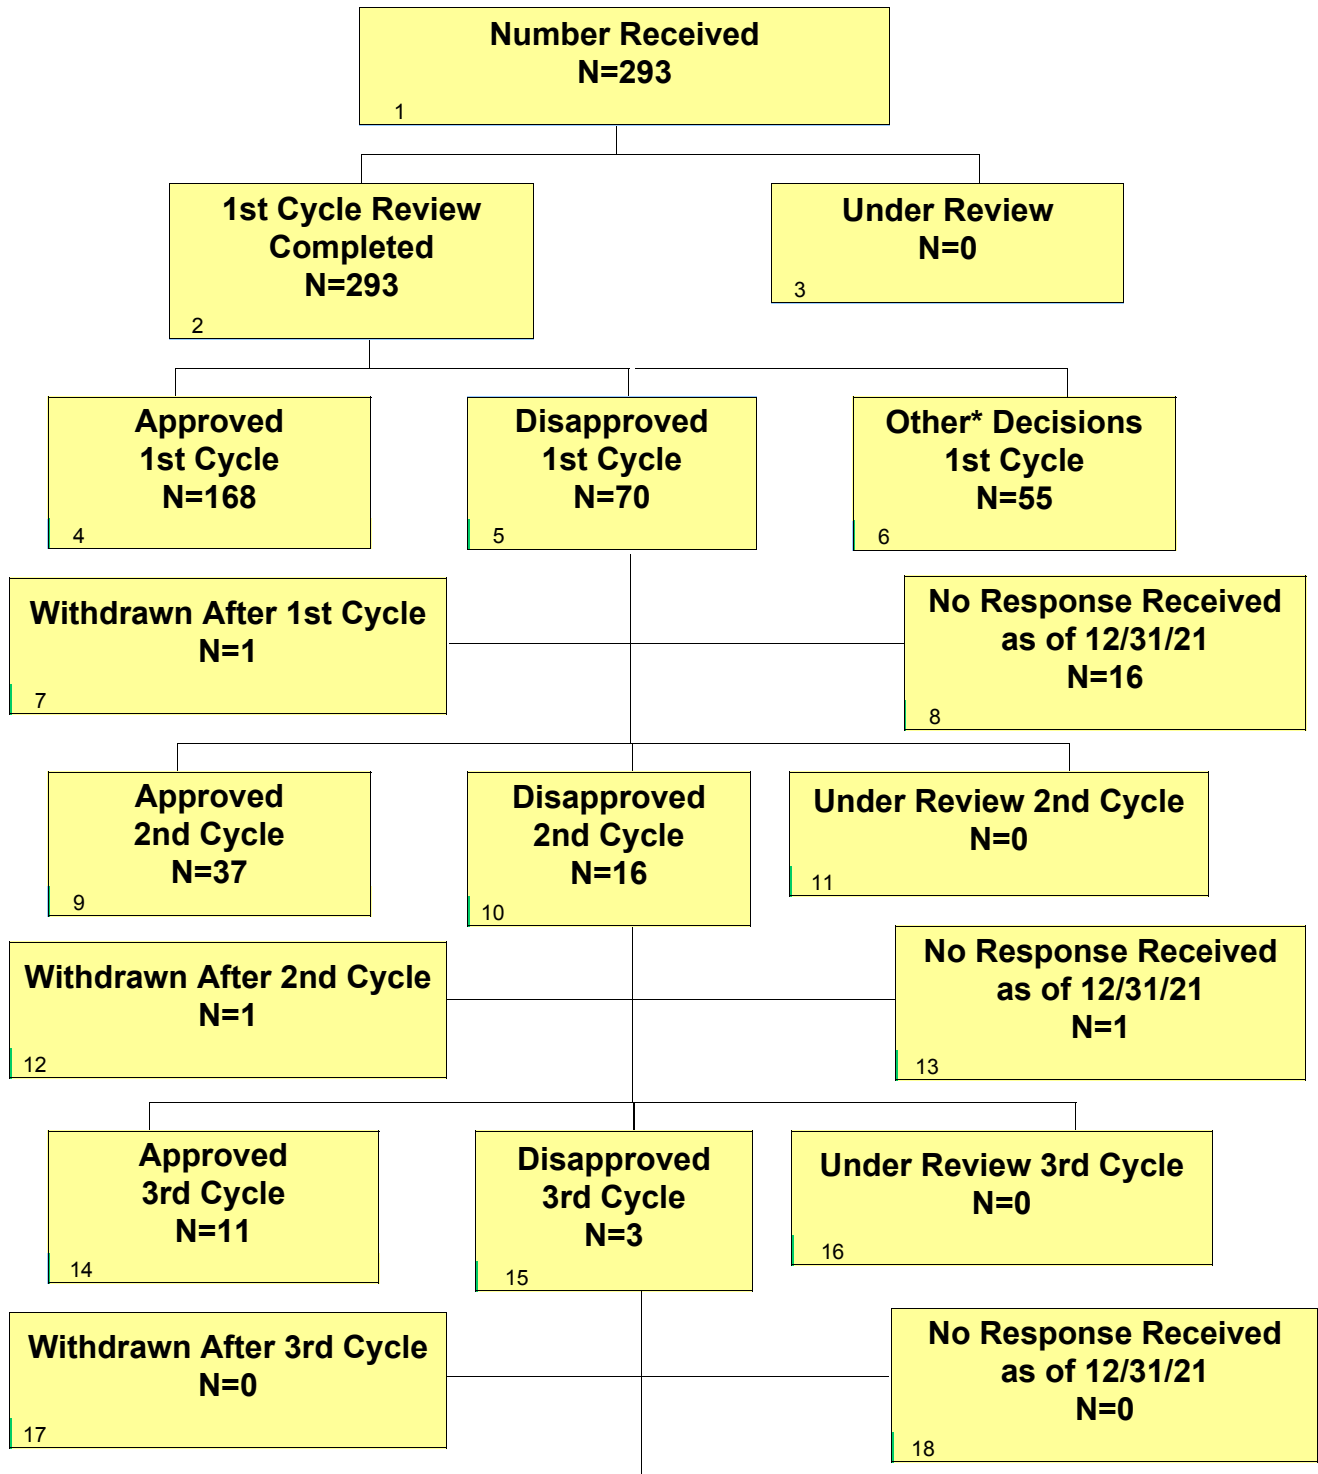 Number Received
N=293
1
1st Cycle Review
Completed
N=293
2
Under Review
N=0
3
Approved
1st Cycle
N=168
4
Disapproved
1st Cycle
N=70
5
Other* Decisions
1st Cycle
N=55
6
Withdrawn After 1st Cycle
N=1
7
No Response Received
as of 12/31/21
N=16
8
Approved
2nd Cycle
N=37
9
Disapproved
2nd Cycle
N=16
10
Under Review 2nd Cycle
N=0
11
Withdrawn After 2nd Cycle
N=1
12
No Response Received
as of 12/31/21
N=1
13
Approved
3rd Cycle
N=11
14
Disapproved
3rd Cycle
N=3
15
Under Review 3rd Cycle
N=0
16
Withdrawn After 3rd Cycle
N=0
17
No Response Received
as of 12/31/21
N=0
18